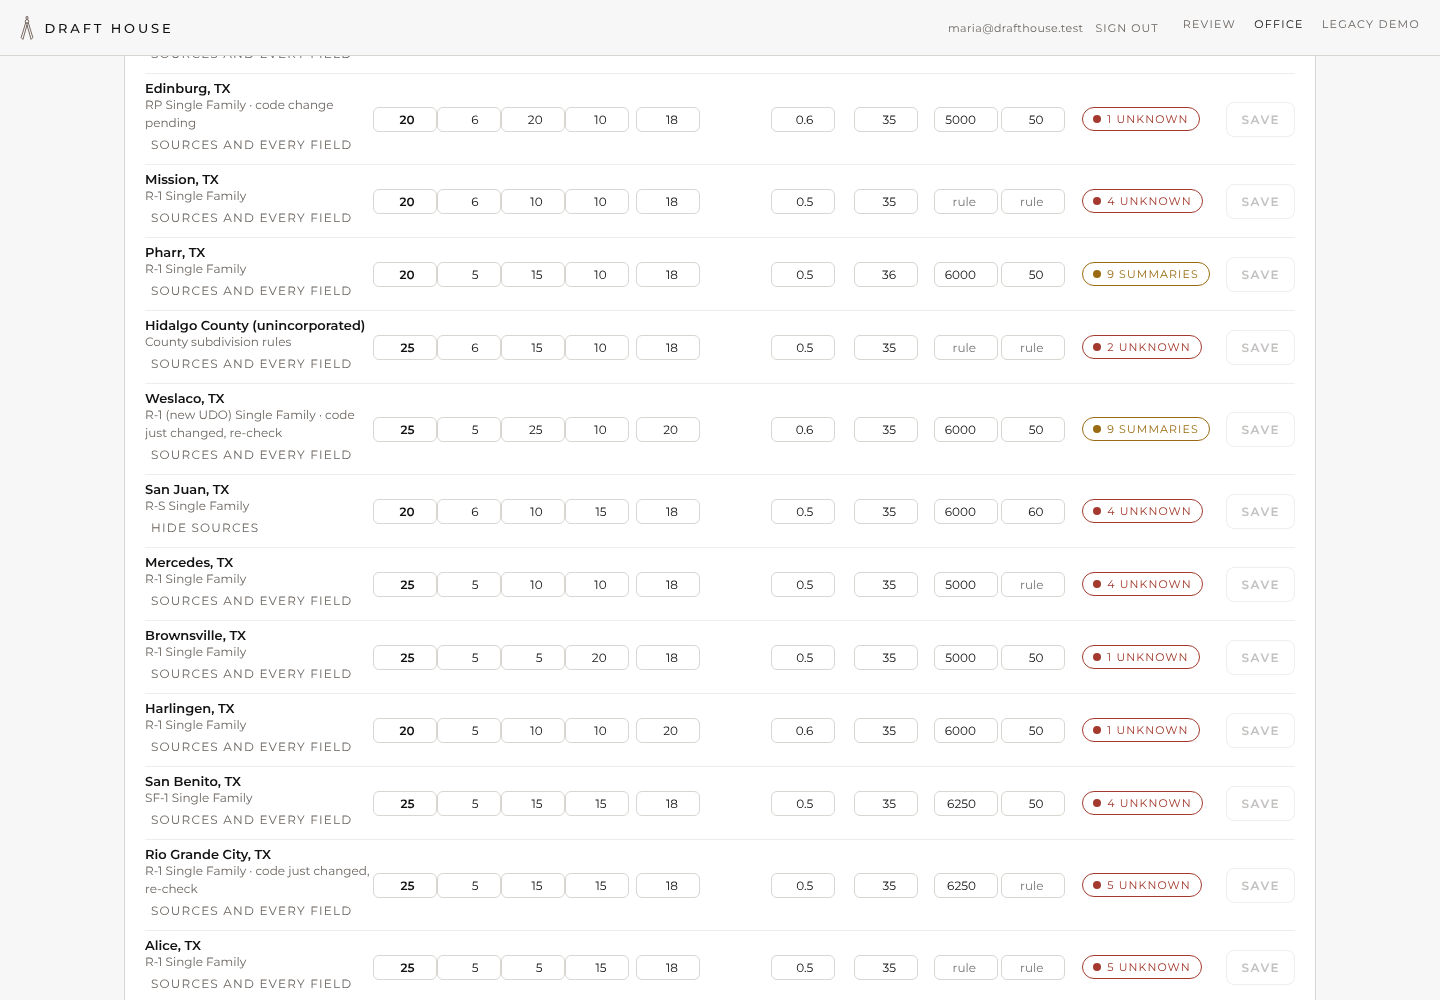 DRAFT HOUSE
maria@drafthouse.test SIGN OUT REVIEW OFFICE LEGACY DEMO
SOURCES AND EVERY FIELD
Edinburg, TX
RP Single Family · code change
pending
20 6 20 10 18 0.6 35 5000 50 1 UNKNOWN SAVE
SOURCES AND EVERY FIELD
Mission, TX
R-1 Single Family
20 6 10 10 18 0.5 35 rule rule 4 UNKNOWN SAVE
SOURCES AND EVERY FIELD
Pharr, TX
R-1 Single Family
20 5 15 10 18 0.5 36 6000 50 9 SUMMARIES SAVE
SOURCES AND EVERY FIELD
Hidalgo County (unincorporated)
County subdivision rules
25 6 15 10 18 0.5 35 rule rule 2 UNKNOWN SAVE
SOURCES AND EVERY FIELD
Weslaco, TX
R-1 (new UDO) Single Family · code
just changed, re-check
25 5 25 10 20 0.6 35 6000 50 9 SUMMARIES SAVE
SOURCES AND EVERY FIELD
San Juan, TX
R-S Single Family
20 6 10 15 18 0.5 35 6000 60 4 UNKNOWN SAVE
HIDE SOURCES
Mercedes, TX
R-1 Single Family
25 5 10 10 18 0.5 35 5000 rule 4 UNKNOWN SAVE
SOURCES AND EVERY FIELD
Brownsville, TX
R-1 Single Family
25 5 5 20 18 0.5 35 5000 50 1 UNKNOWN SAVE
SOURCES AND EVERY FIELD
Harlingen, TX
R-1 Single Family
20 5 10 10 20 0.6 35 6000 50 1 UNKNOWN SAVE
SOURCES AND EVERY FIELD
San Benito, TX
SF-1 Single Family
25 5 15 15 18 0.5 35 6250 50 4 UNKNOWN SAVE
SOURCES AND EVERY FIELD
Rio Grande City, TX
R-1 Single Family · code just changed,
re-check
25 5 15 15 18 0.5 35 6250 rule 5 UNKNOWN SAVE
SOURCES AND EVERY FIELD
Alice, TX
R-1 Single Family
25 5 5 15 18 0.5 35 rule rule 5 UNKNOWN SAVE
SOURCES AND EVERY FIELD